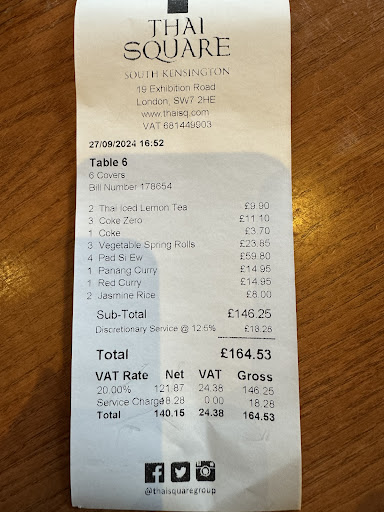 THAI
SQUARE
SOUTH KENSINGTON
19 Exhibition Road
London, SW7 2HE
www.thaisq.com
VAT 681449903
27/09/2024 16:52
Table 6
6 Covers
Bill Number 178654
2 Thai Iced Lemon Tea £9.90
3 Coke Zero £11.10
1 Coke £3.70
3 Vegetable Spring Rolls £23.85
4 Pad Si Ew £59.80
1 Panang Curry £14.95
1 Red Curry £14.95
2 Jasmine Rice £8.00
Sub-Total £146.25
Discretionary Service @ 12.5% £18.28
Total £164.53
VAT Rate Net VAT Gross
20.00% 121.87 24.38 146.25
Service Charge 18.28 0.00 18.28
Total 140.15 24.38 164.53
@thaisquaregroup